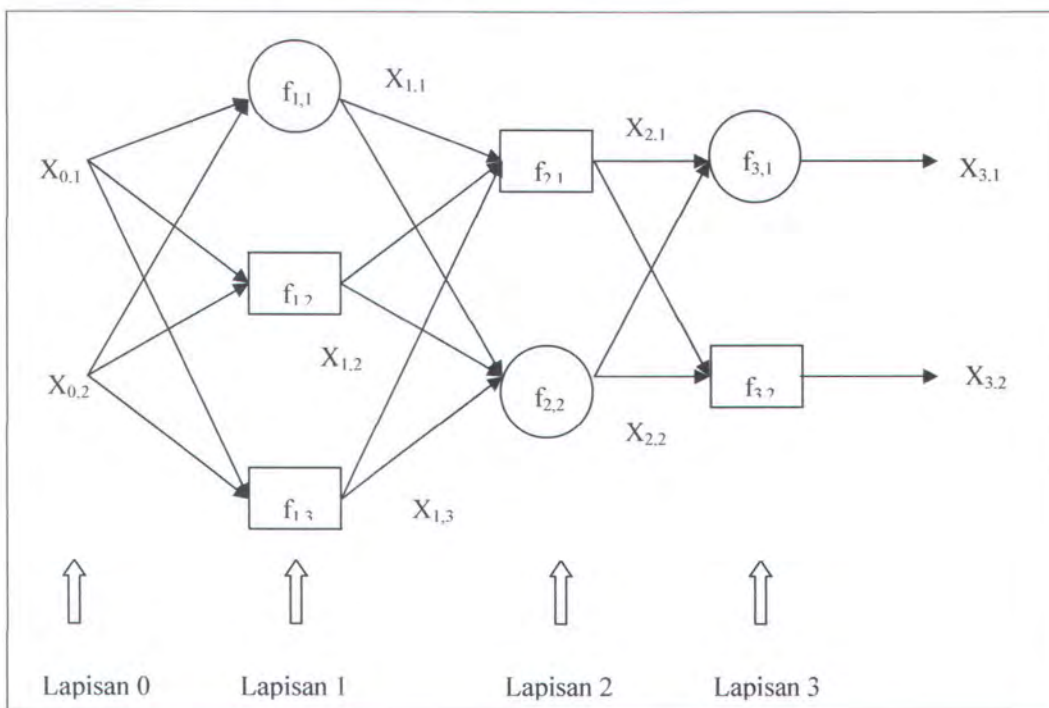 f1,1
X1.1
X0.1
f2.1
X2.1
f3,1
X3.1
f1.2
X1,2
X0,2
f2,2
X2,2
f3.2
X3.2
f1.3
X1,3
Lapisan 0
Lapisan 1
Lapisan 2
Lapisan 3